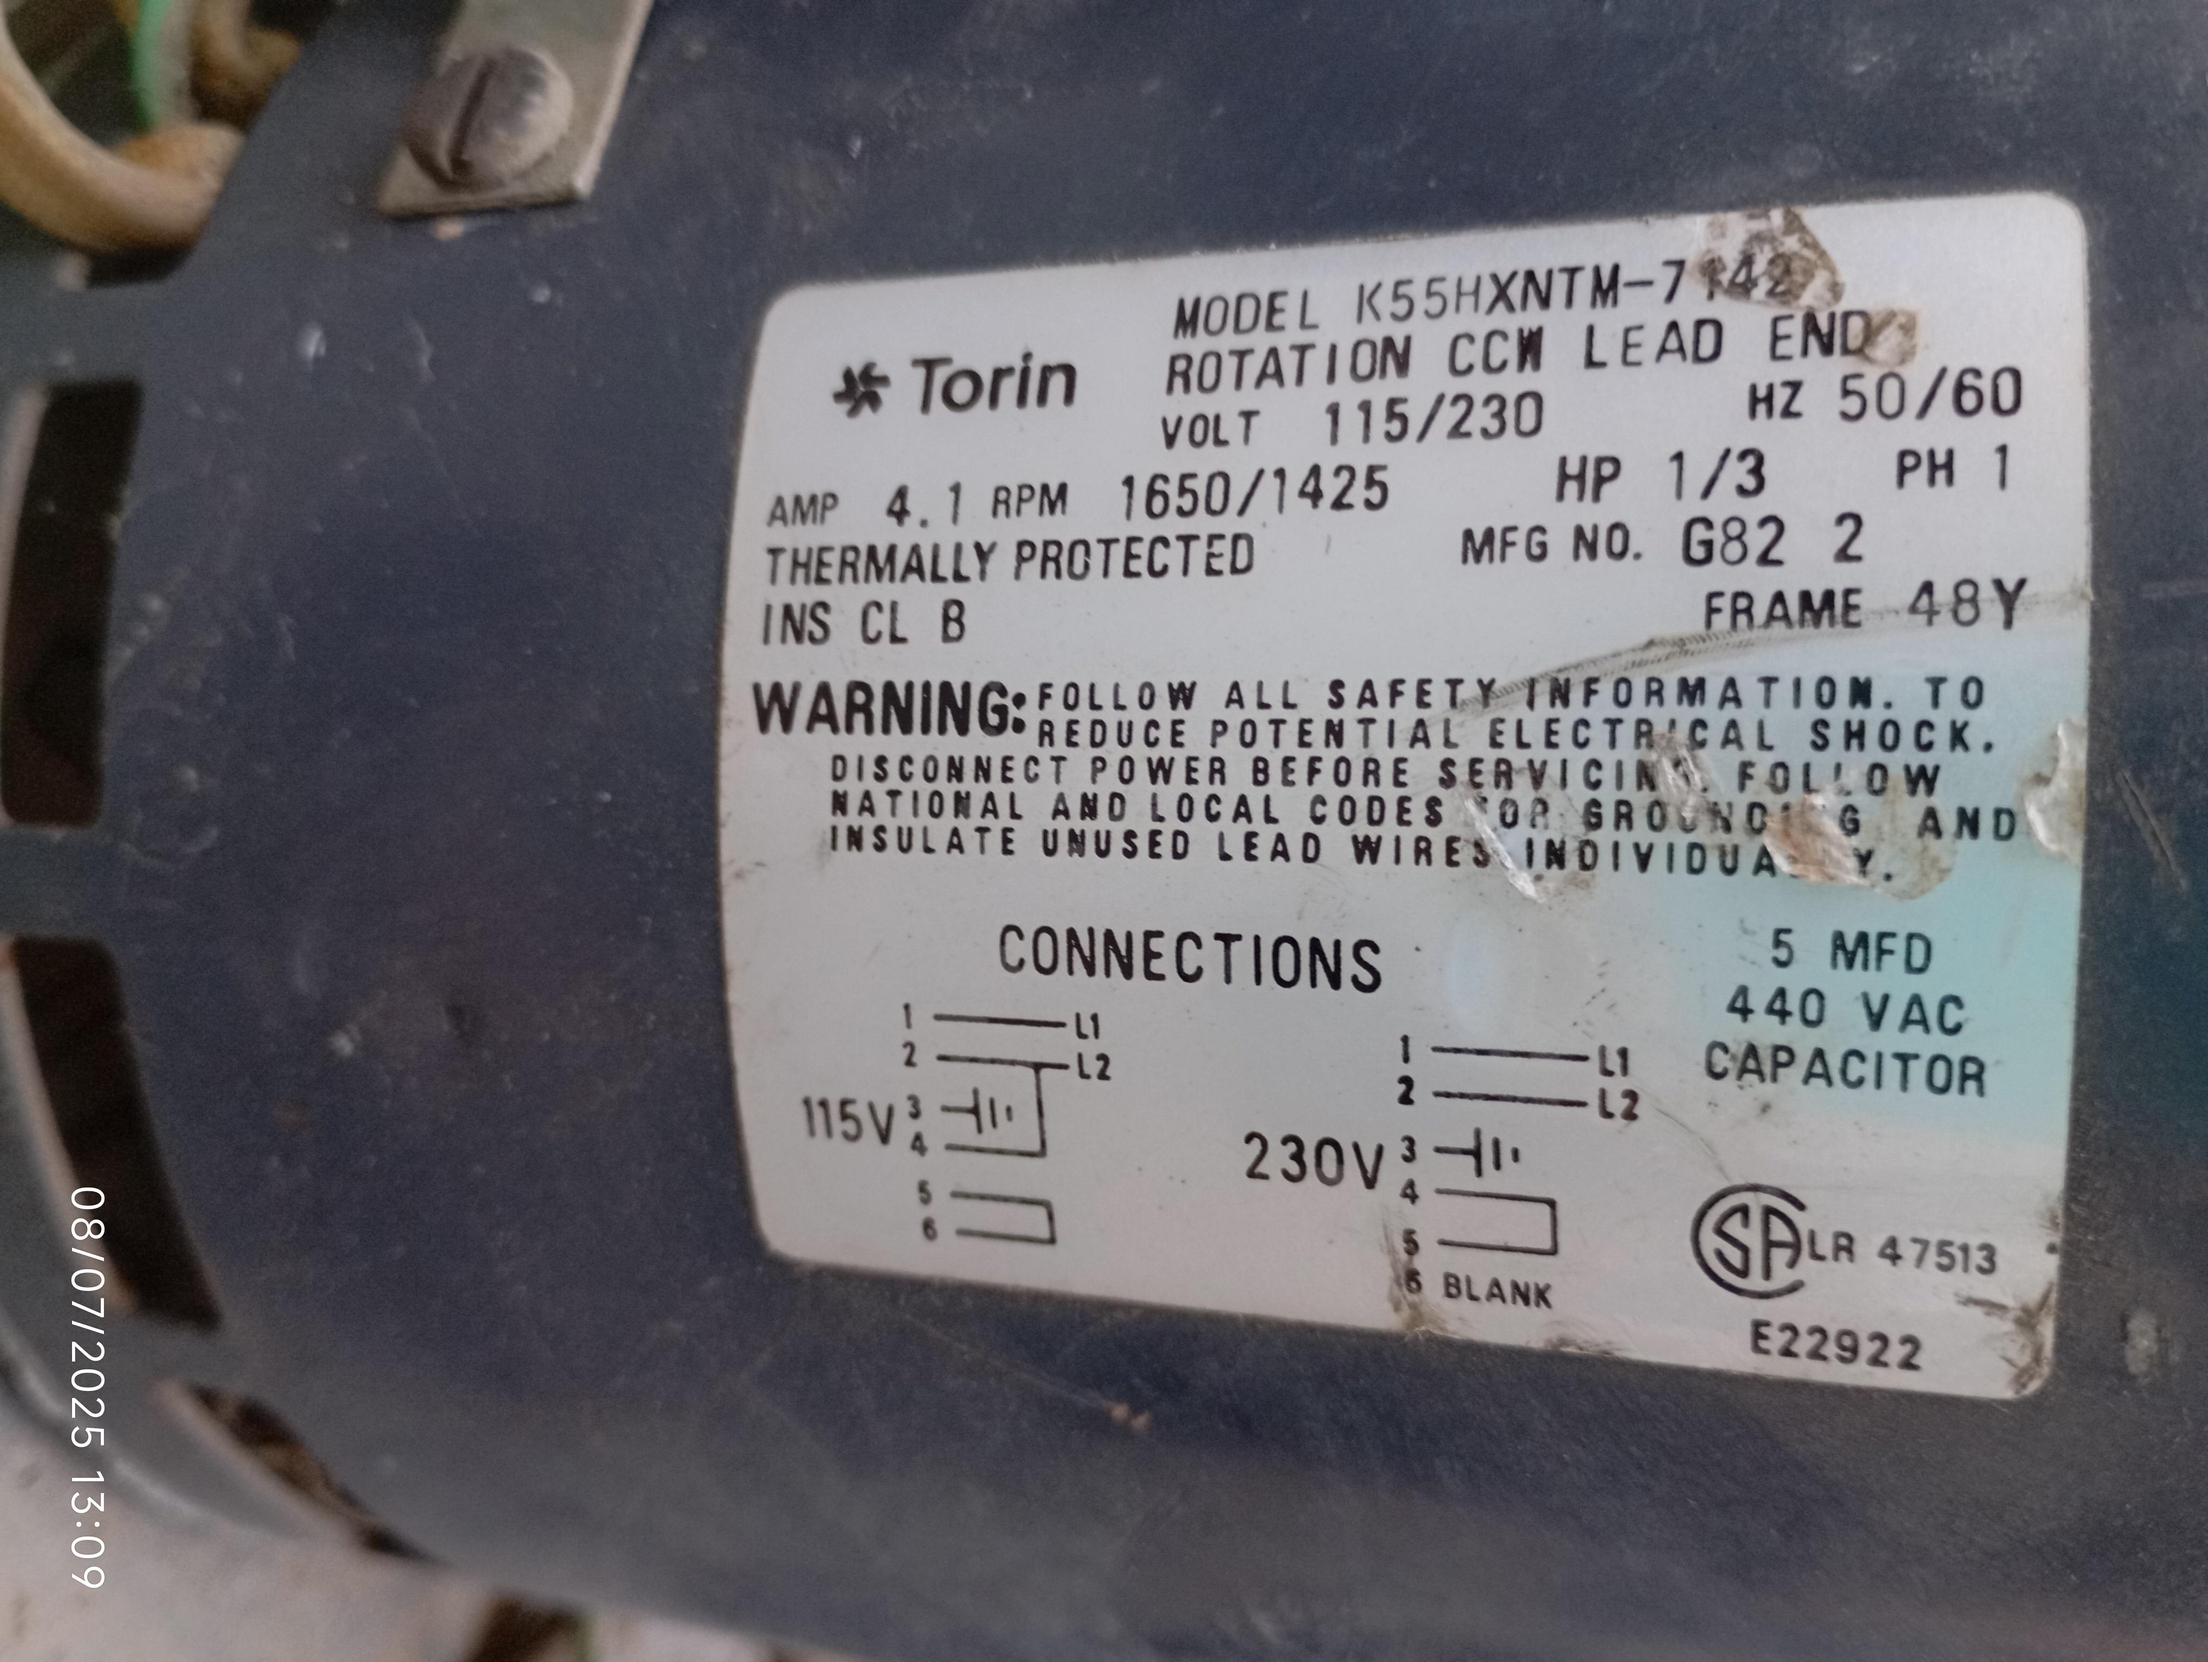 Torin
MODEL K55HXNTM-7142
ROTATION CCW LEAD END
VOLT 115/230 HZ 50/60
AMP 4.1 RPM 1650/1425 HP 1/3 PH 1
THERMALLY PROTECTED MFG NO. G82 2
INS CL B FRAME 48Y
WARNING: FOLLOW ALL SAFETY INFORMATION. TO
REDUCE POTENTIAL ELECTRICAL SHOCK.
DISCONNECT POWER BEFORE SERVICING. FOLLOW
NATIONAL AND LOCAL CODES FOR GROUNDING AND
INSULATE UNUSED LEAD WIRES INDIVIDUALLY.
CONNECTIONS
1 L1
2 L2
115V 3
4
5
6
1 L1
2 L2
230V 3
4
5
6 BLANK
5 MFD
440 VAC
CAPACITOR
SA LR 47513
E22922
08/07/2025 13:09